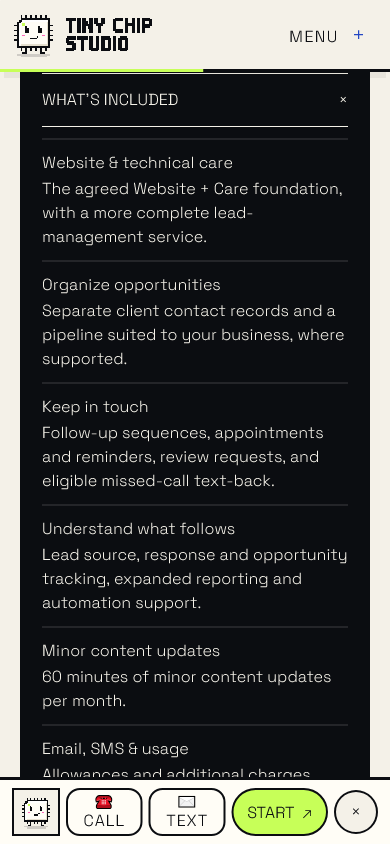 TINY CHIP
STUDIO
MENU +
WHAT'S INCLUDED ×
Website & technical care
The agreed Website + Care foundation,
with a more complete lead-
management service.
Organize opportunities
Separate client contact records and a
pipeline suited to your business, where
supported.
Keep in touch
Follow-up sequences, appointments
and reminders, review requests, and
eligible missed-call text-back.
Understand what follows
Lead source, response and opportunity
tracking, expanded reporting and
automation support.
Minor content updates
60 minutes of minor content updates
per month.
Email, SMS & usage
Allowances and additional charges
CALL
TEXT
START ↗
×